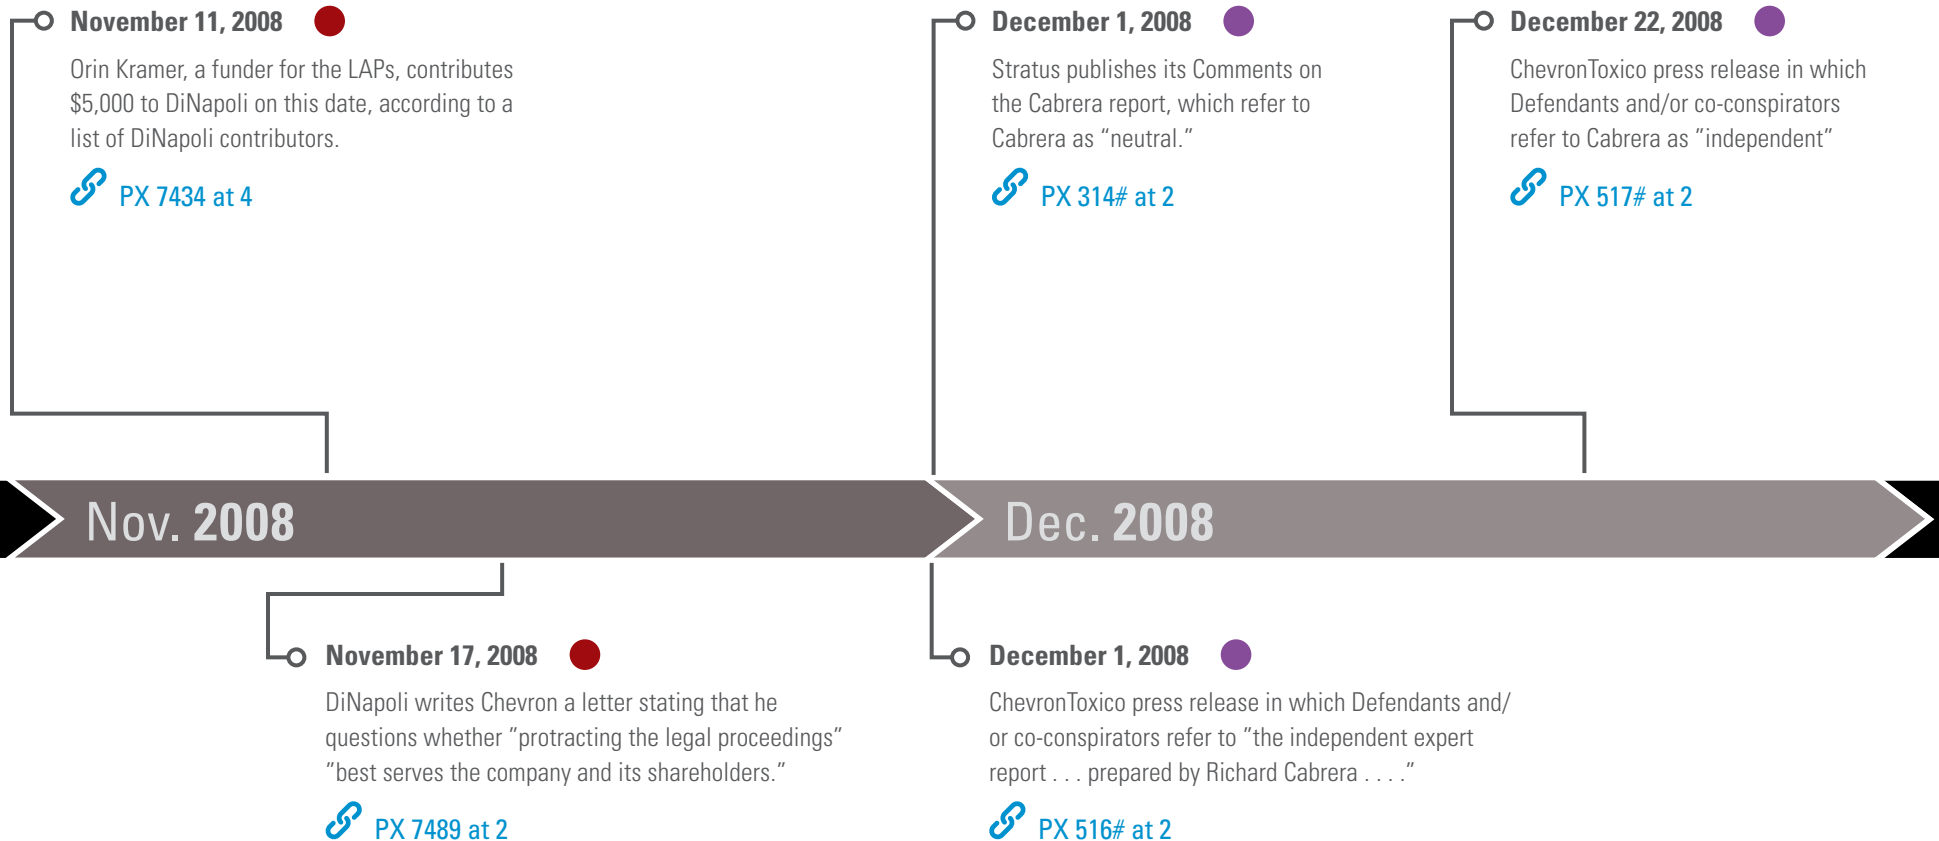 November 11, 2008
Orin Kramer, a funder for the LAPs, contributes
$5,000 to DiNapoli on this date, according to a
list of DiNapoli contributors.
PX 7434 at 4
December 1, 2008
Stratus publishes its Comments on
the Cabrera report, which refer to
Cabrera as “neutral.”
PX 314# at 2
December 22, 2008
ChevronToxico press release in which
Defendants and/or co-conspirators
refer to Cabrera as ”independent”
PX 517# at 2
Nov. 2008
Dec. 2008
November 17, 2008
DiNapoli writes Chevron a letter stating that he
questions whether ”protracting the legal proceedings”
”best serves the company and its shareholders.”
PX 7489 at 2
December 1, 2008
ChevronToxico press release in which Defendants and/
or co-conspirators refer to ”the independent expert
report . . . prepared by Richard Cabrera . . . .”
PX 516# at 2